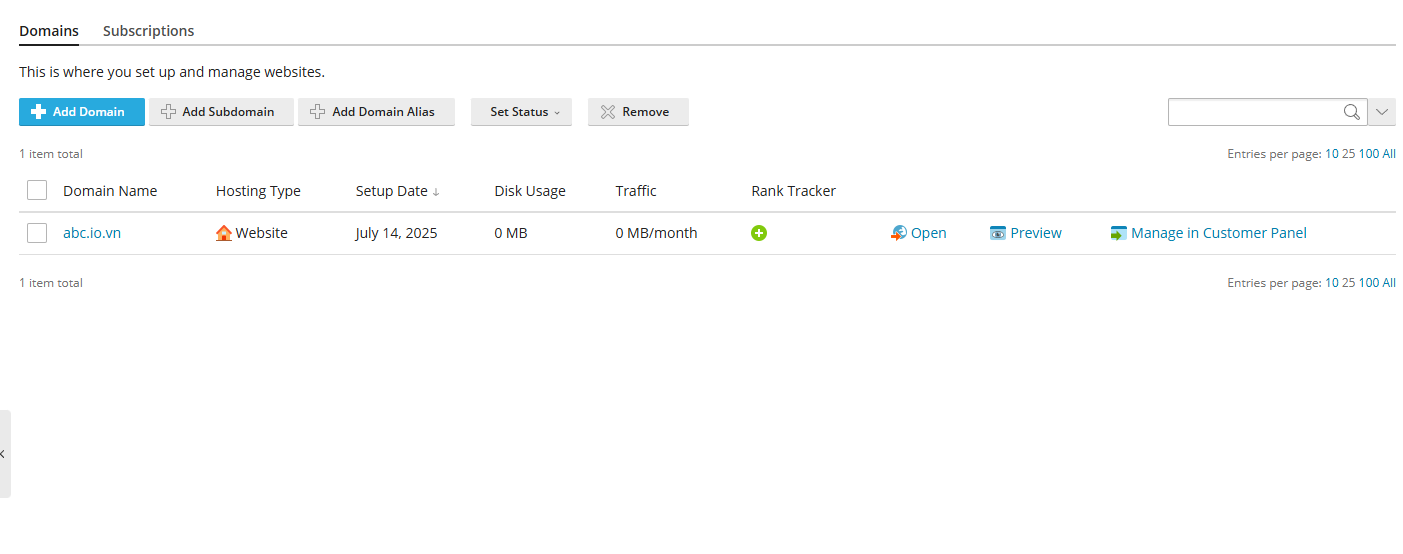 Domains Subscriptions
This is where you set up and manage websites.
Add Domain Add Subdomain Add Domain Alias Set Status Remove
1 item total Entries per page: 10 25 100 All
Domain Name Hosting Type Setup Date ↓ Disk Usage Traffic Rank Tracker
abc.io.vn Website July 14, 2025 0 MB 0 MB/month Open Preview Manage in Customer Panel
1 item total Entries per page: 10 25 100 All